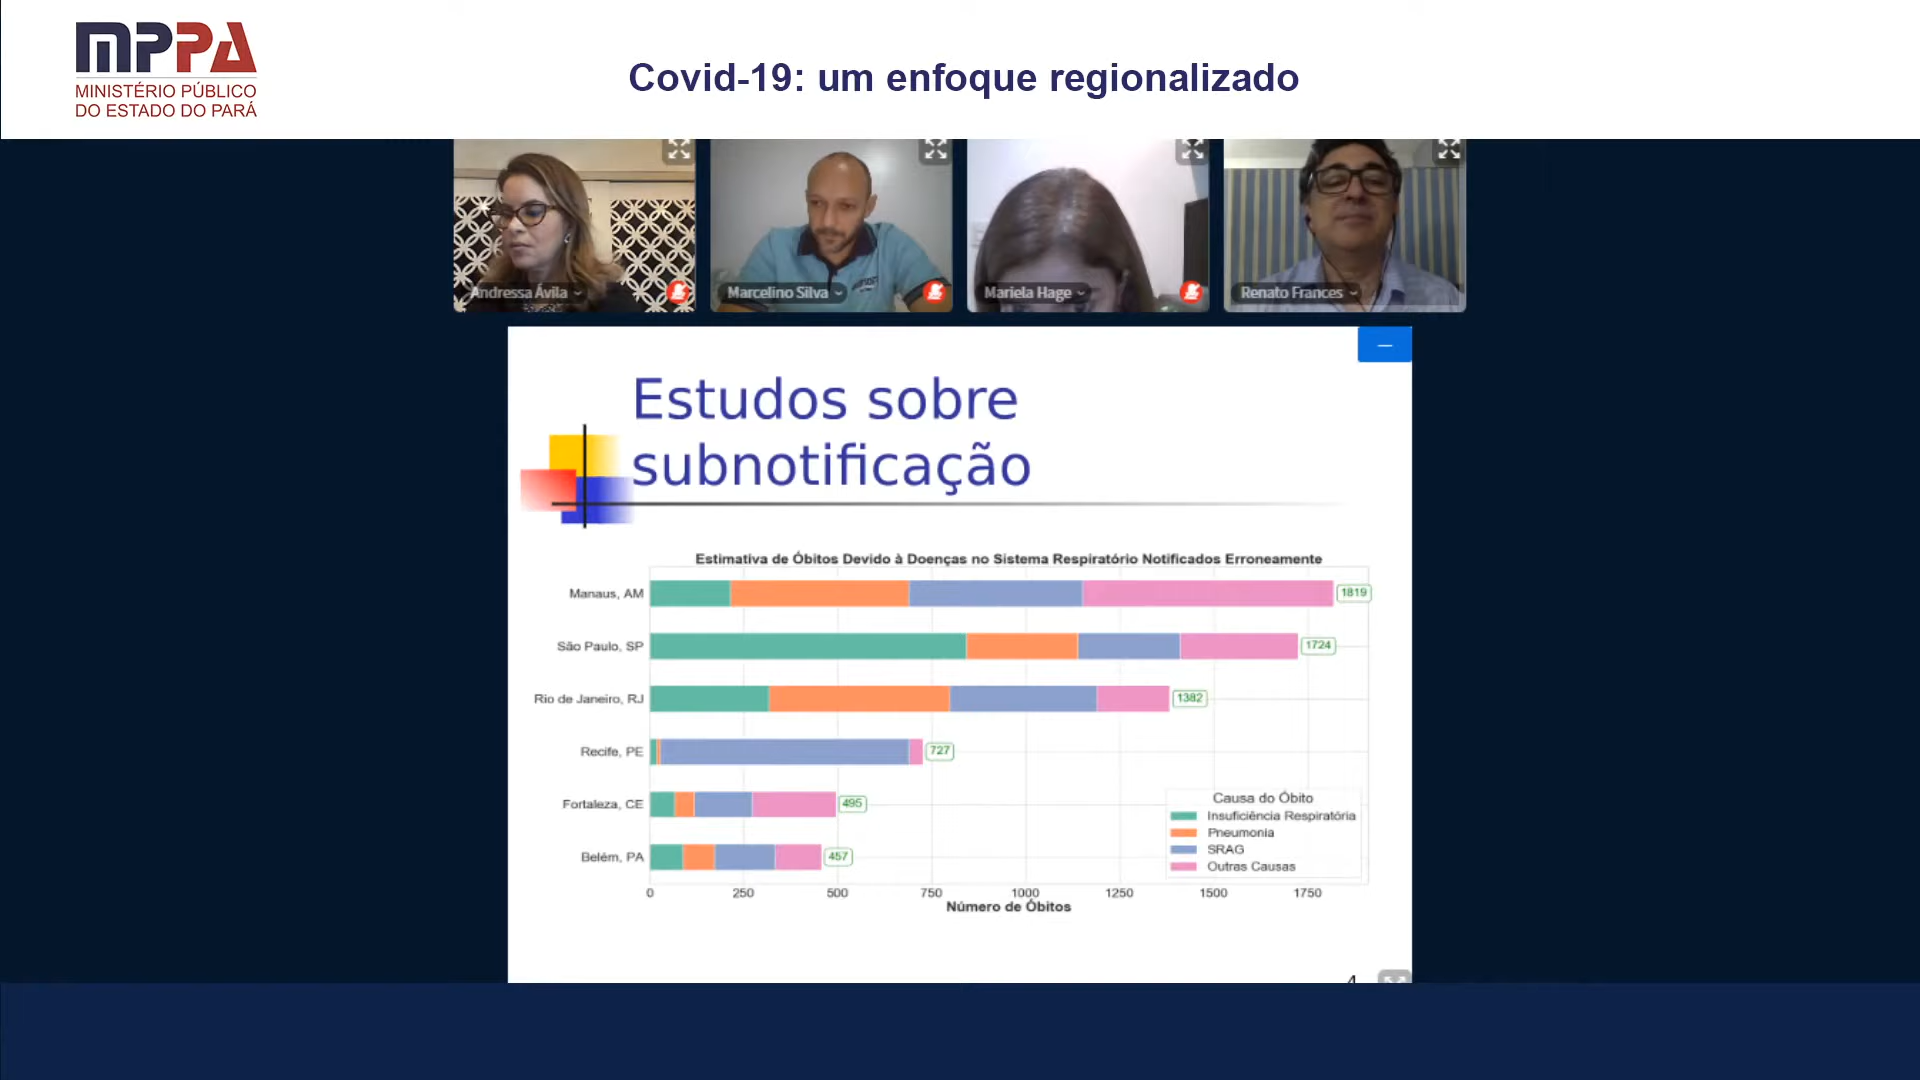 MPPA
MINISTÉRIO PÚBLICO
DO ESTADO DO PARÁ
Covid-19: um enfoque regionalizado
Andressa Ávila
Marcelino Silva
Mariela Hage
Renato Frances
Estudos sobre
subnotificação
Estimativa de Óbitos Devido à Doenças no Sistema Respiratório Notificados Erroneamente
Manaus, AM 1819
São Paulo, SP 1724
Rio de Janeiro, RJ 1382
Recife, PE 727
Fortaleza, CE 495
Belém, PA 457
Causa do Óbito
Insuficiência Respiratória
Pneumonia
SRAG
Outras Causas
0 250 500 750 1000 1250 1500 1750
Número de Óbitos
4